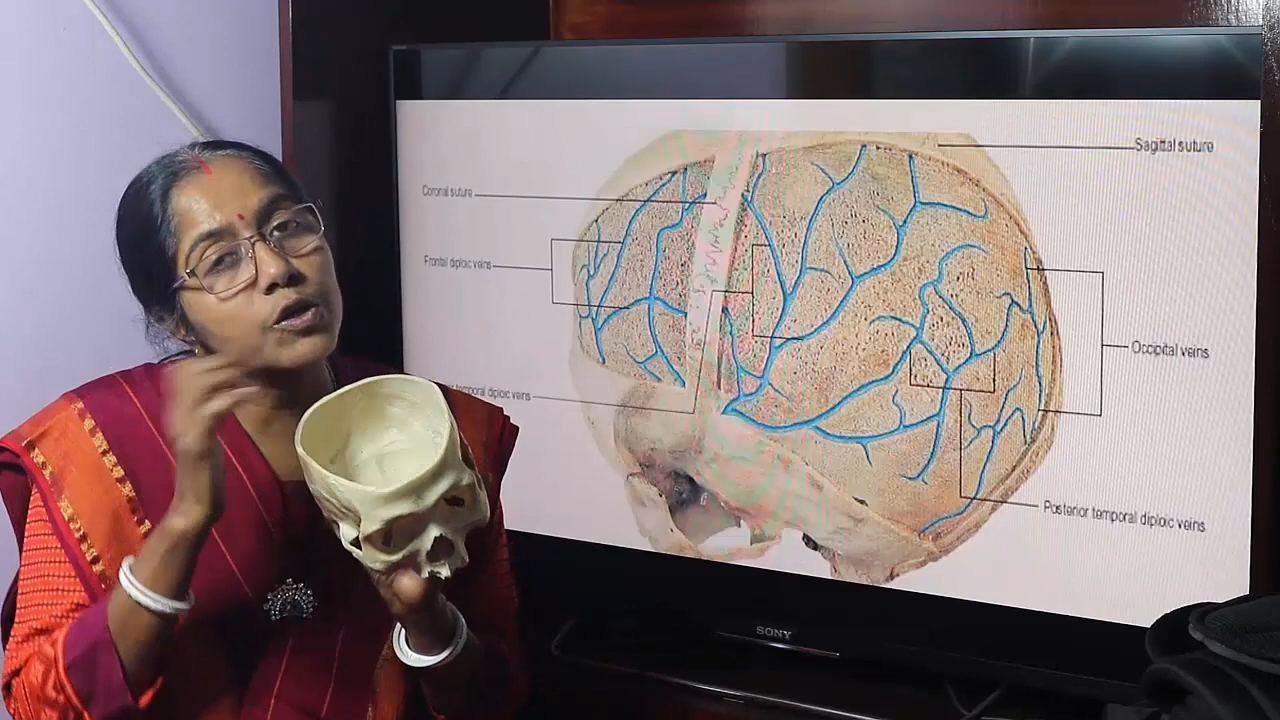 Sagittal suture
Coronal suture
Frontal diploic veins
Occipital veins
temporal diploic veins
Posterior temporal diploic veins
SONY